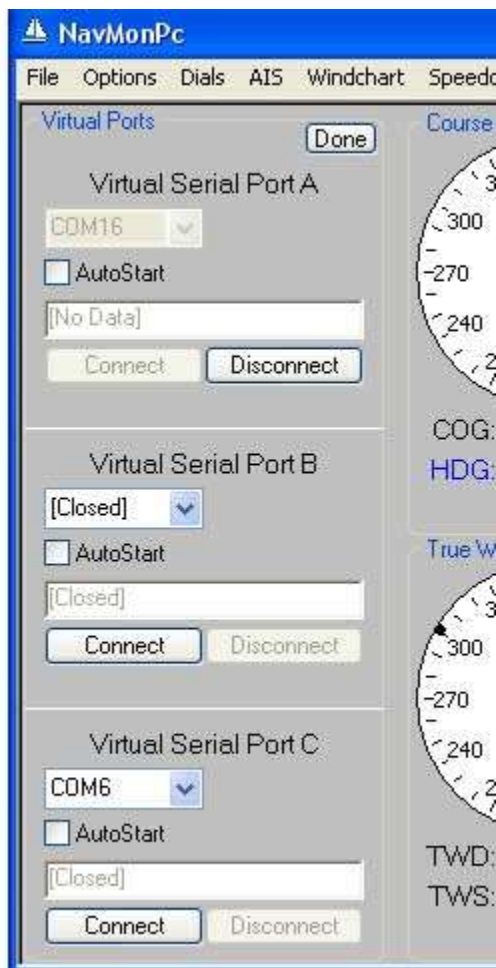 NavMonPc
File Options Dials AIS Windchart
Virtual Ports
Done
Virtual Serial Port A
COM16
AutoStart
[No Data]
Connect Disconnect
Virtual Serial Port B
[Closed]
AutoStart
[Closed]
Connect Disconnect
Virtual Serial Port C
COM6
AutoStart
[Closed]
Connect Disconnect
Course
300
270
240
COG:
HDG:
True W
300
270
240
TWD:
TWS: